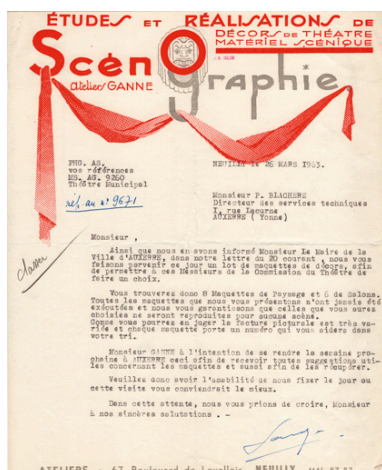 ÉTUDES ET RÉALISATIONS DE
DÉCORS DE THÉATRE
MATÉRIEL SCÉNIQUE
ScénOgraphie
Ateliers GANNE
PHG. AS.
vos références
MS. AG. 9260
Théâtre Municipal
réf. au n° 9671
NEUILLY le 26 MARS 1953.
Monsieur P. BLACHERE
Directeur des services techniques
1, rue Lacurne
AUXERRE (Yonne)
Monsieur,
Ainsi que nous en avons informé Monsieur Le Maire de la
Ville d'AUXERRE, dans notre lettre du 20 courant, nous vous
faisons parvenir ce jour un lot de maquettes de décors, afin
de permettre à ces Messieurs de la Commission du Théâtre de
faire un choix.
Vous trouverez donc 8 Maquettes de Paysage et 6 de Salons.
Toutes les maquettes que nous vous présentons n'ont jamais été
exécutées et nous vous garantissons que celles que vous aurez
choisies ne seront reproduites pour aucune scène.
Comme vous pourrez en juger la facture picturale est très va-
riée et chaque maquette porte un numéro qui vous aidera dans
votre tri.
Monsieur GANNE à l'intention de se rendre la semaine pro-
chaine à AUXERRE ceci afin de recevoir toutes suggestions uti-
les concernant les maquettes et aussi afin de les récupérer.
Veuillez donc avoir l'amabilité de nous fixer le jour où
cette visite vous conviendrait le mieux.
Dans cette attente, nous vous prions de croire, Monsieur
à nos sincères salutations. -
ATELIERS : 67 Boulevard de Levallois NEUILLY